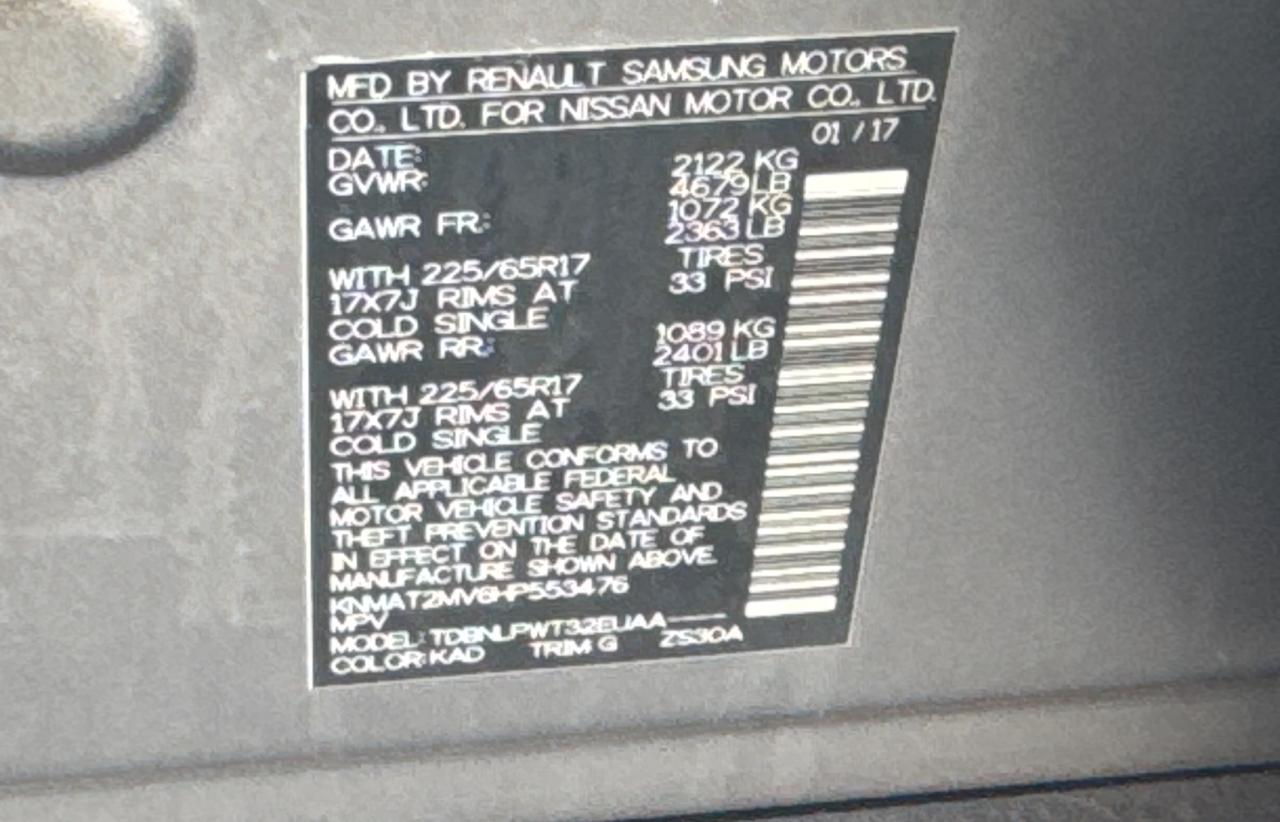 MFD BY RENAULT SAMSUNG MOTORS
CO., LTD. FOR NISSAN MOTOR CO., LTD.
DATE: 01 / 17
GVWR: 2122 KG
4679 LB
GAWR FR: 1072 KG
2363 LB
WITH 225/65R17 TIRES
17X7J RIMS AT 33 PSI
COLD SINGLE
GAWR RR: 1089 KG
2401 LB
WITH 225/65R17 TIRES
17X7J RIMS AT 33 PSI
COLD SINGLE
THIS VEHICLE CONFORMS TO
ALL APPLICABLE FEDERAL
MOTOR VEHICLE SAFETY AND
THEFT PREVENTION STANDARDS
IN EFFECT ON THE DATE OF
MANUFACTURE SHOWN ABOVE.
KNMAT2MV6HP553476
MPV
MODEL: TDBNLPWT32EUAA----
COLOR: KAD TRIM: G ZS30A